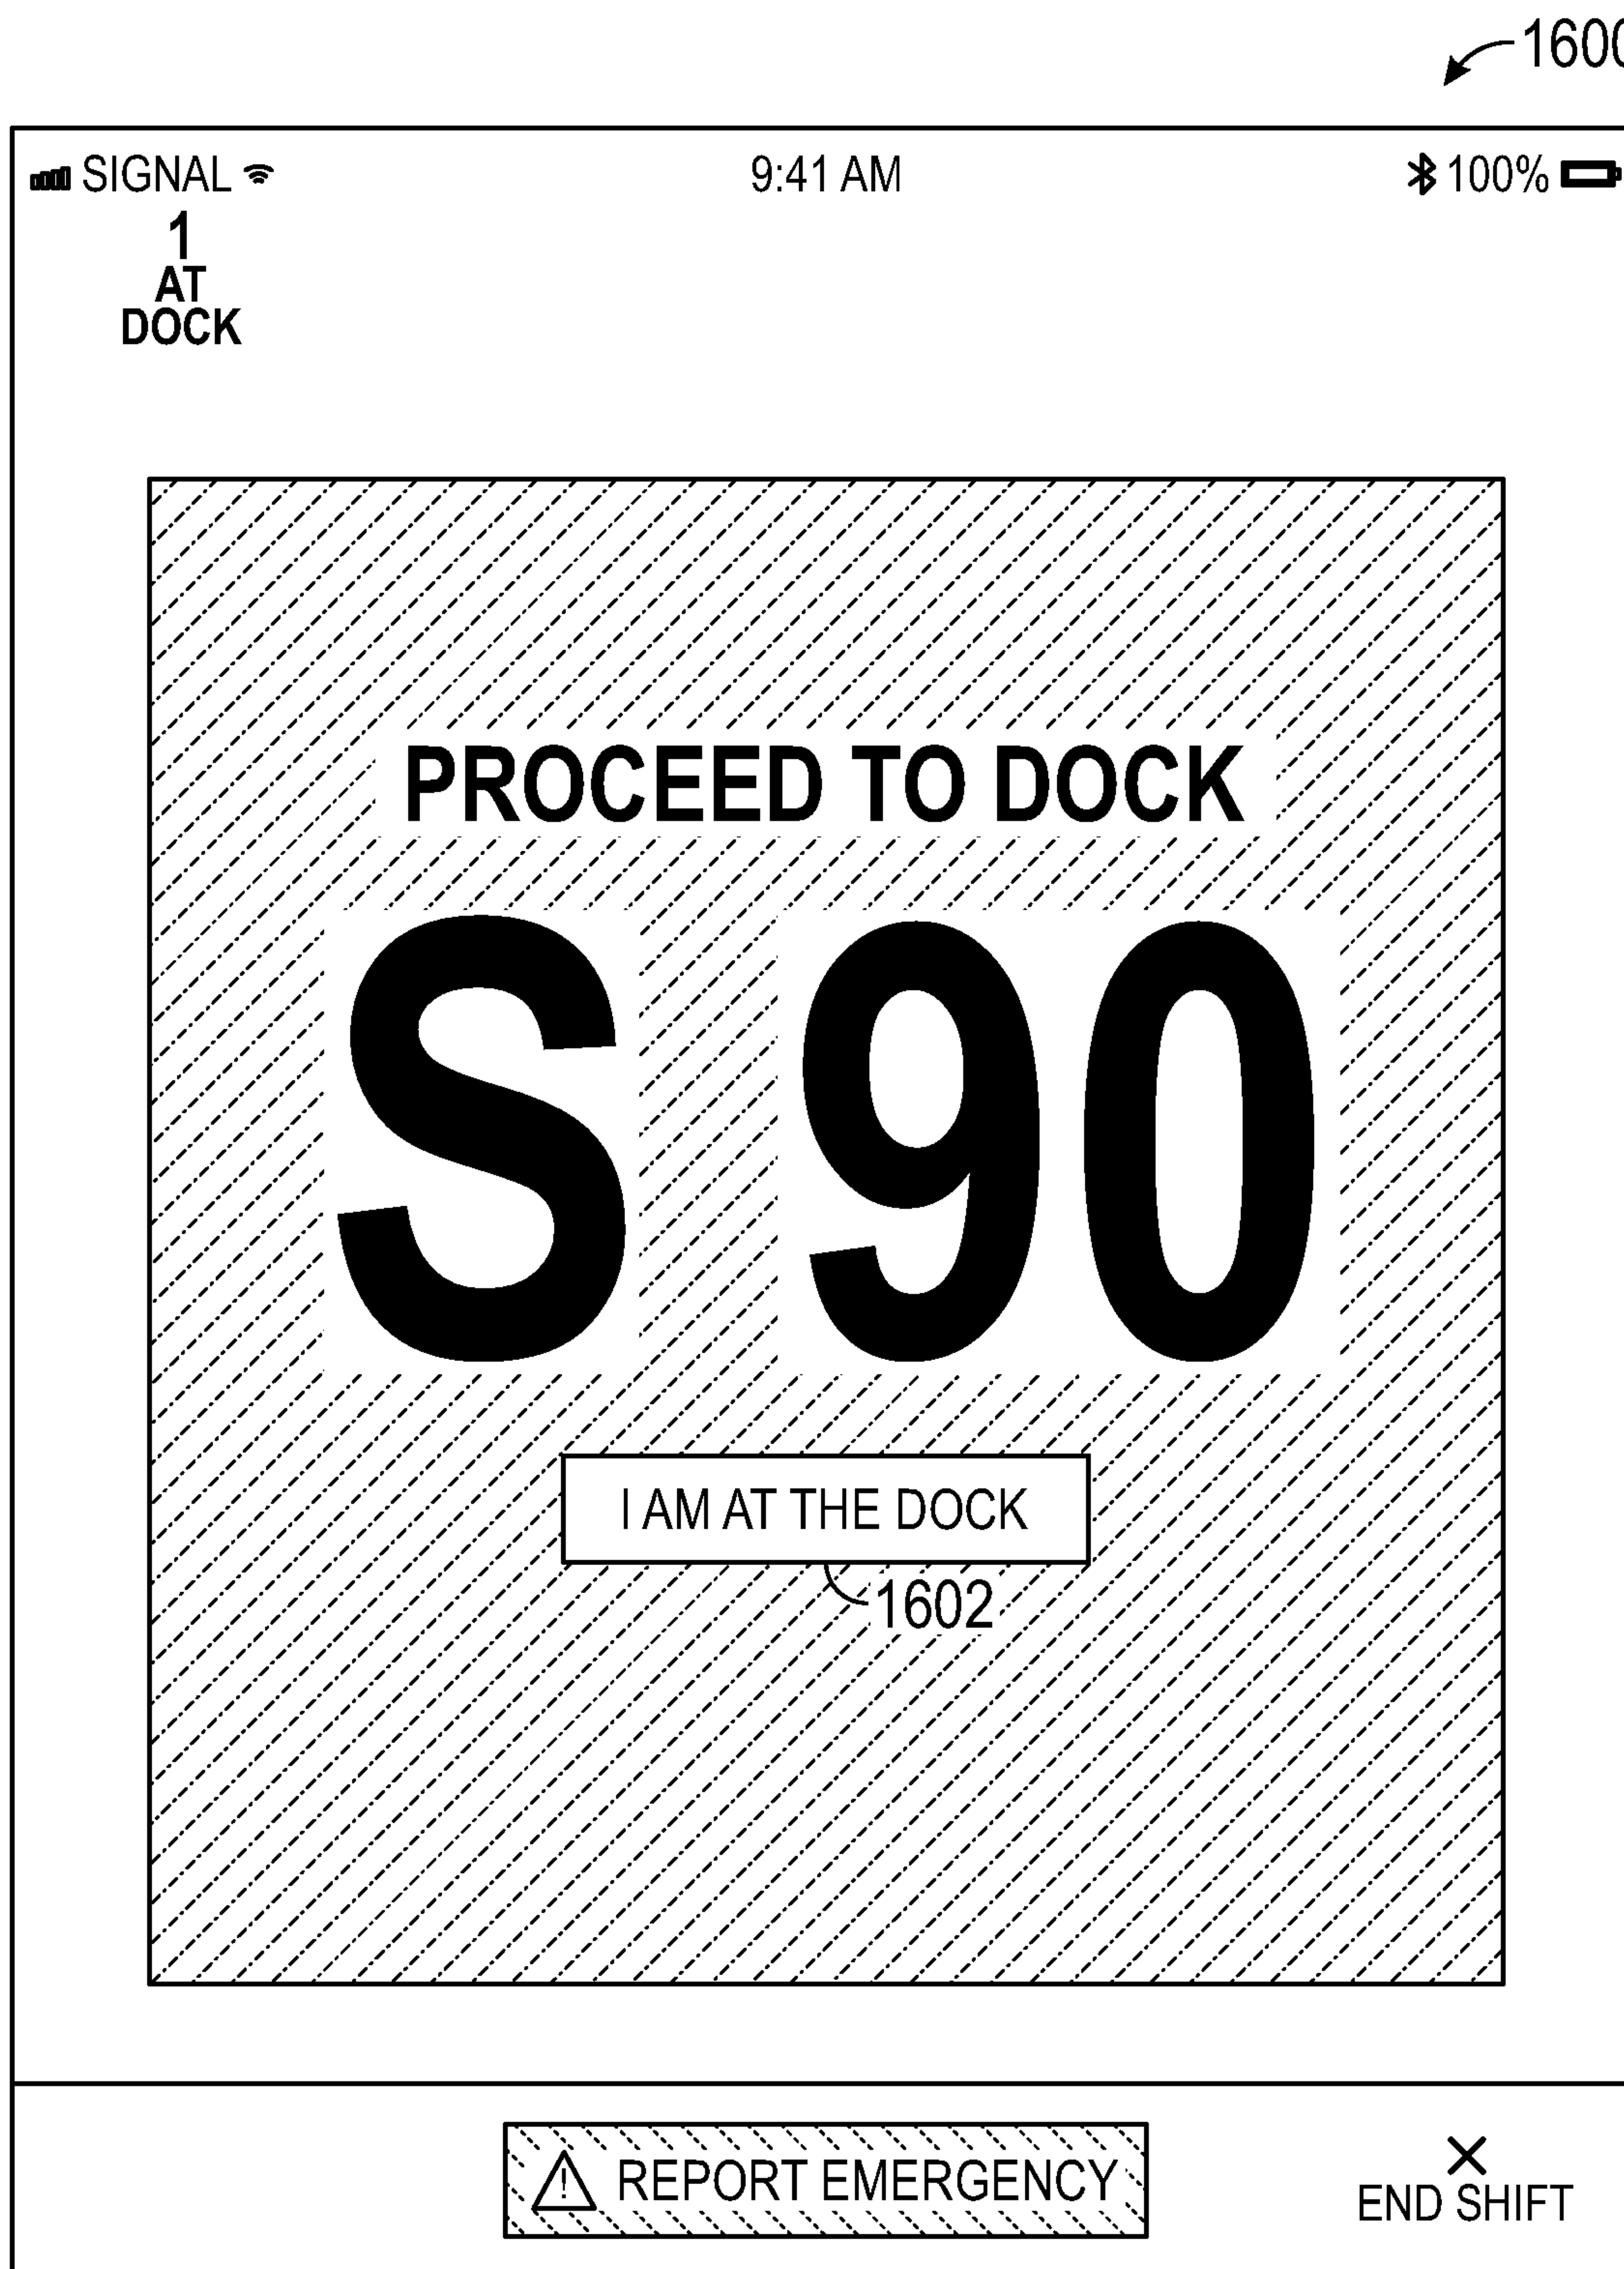 1600
SIGNAL 9:41 AM 100%
1
AT
DOCK
PROCEED TO DOCK
S 90
I AM AT THE DOCK
1602
! REPORT EMERGENCY
END SHIFT